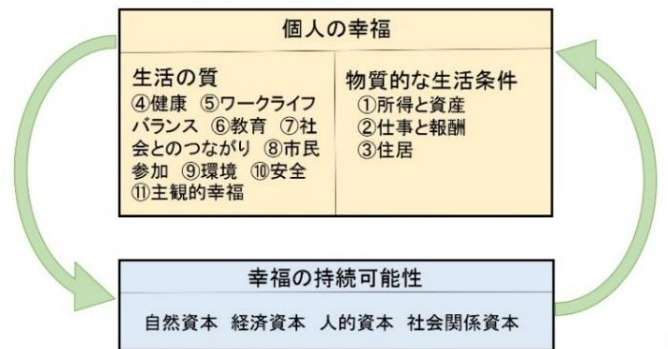 個人の幸福
生活の質
④健康 ⑤ワークライフ
バランス ⑥教育 ⑦社
会とのつながり ⑧市民
参加 ⑨環境 ⑩安全
⑪主観的幸福
物質的な生活条件
①所得と資産
②仕事と報酬
③住居
幸福の持続可能性
自然資本 経済資本 人的資本 社会関係資本